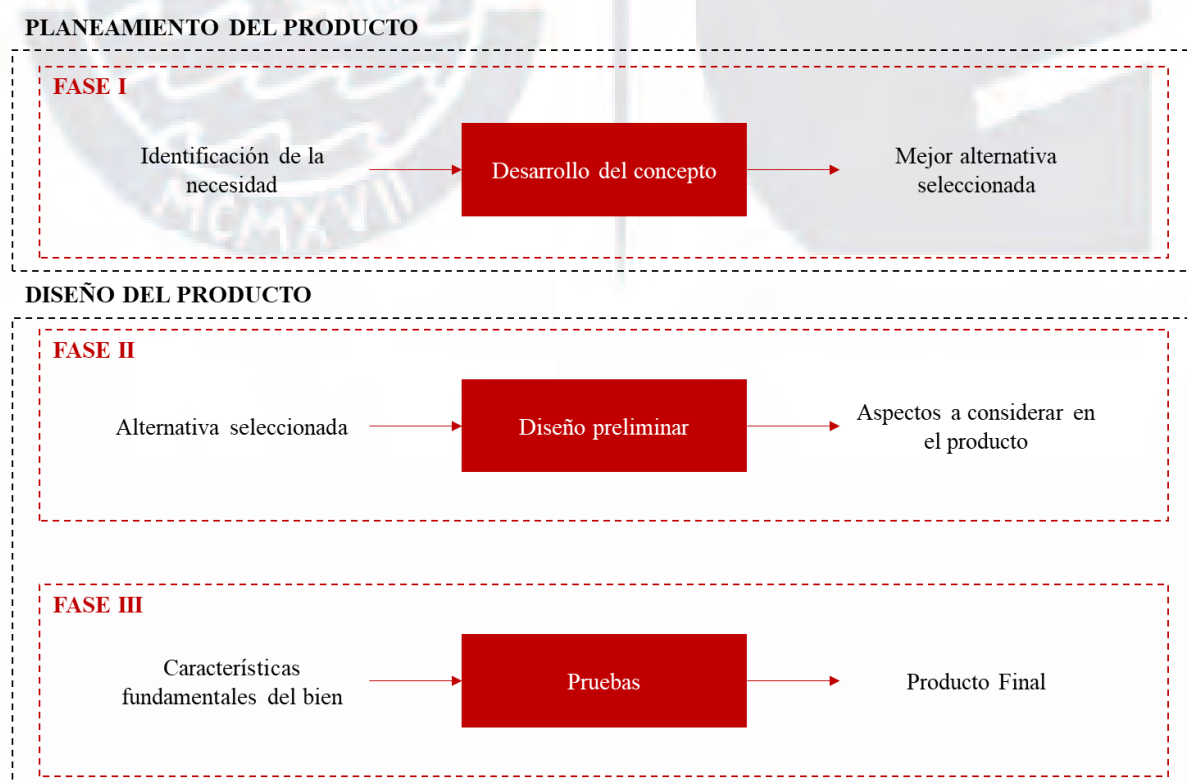 PLANEAMIENTO DEL PRODUCTO
FASE I
Identificación de la
necesidad
Desarrollo del concepto
Mejor alternativa
seleccionada
MCMXVII
DISEÑO DEL PRODUCTO
FASE II
Alternativa seleccionada
Diseño preliminar
Aspectos a considerar en
el producto
FASE III
Características
fundamentales del bien
Pruebas
Producto Final